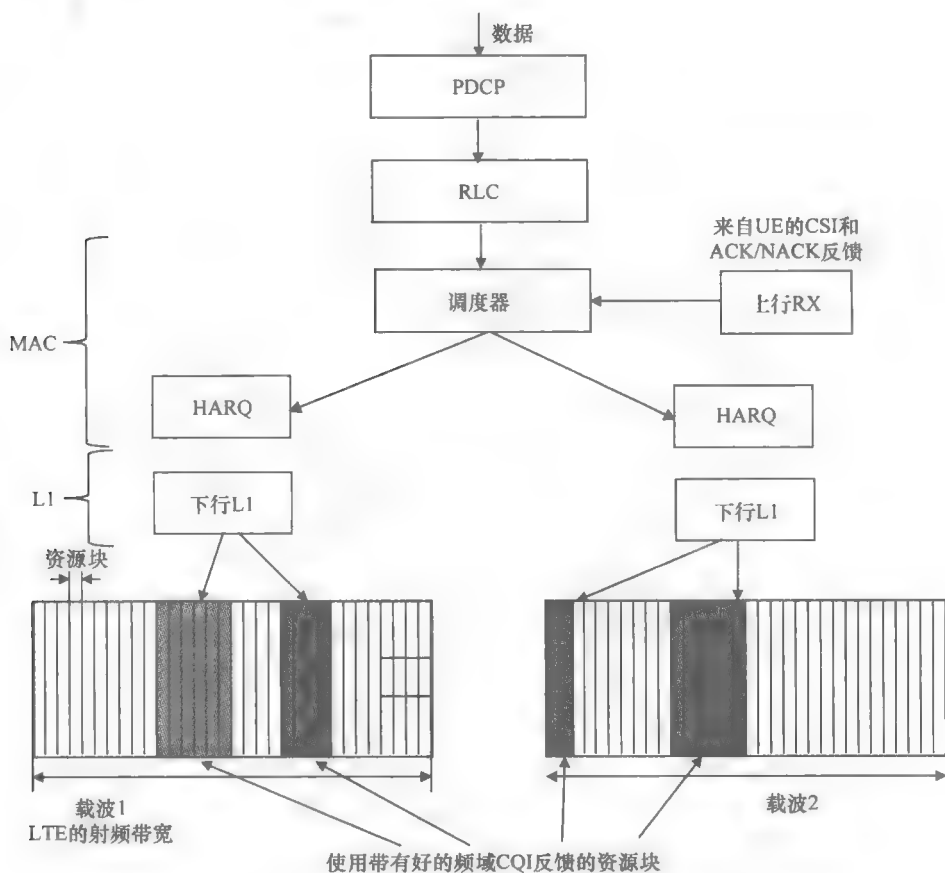 数据
PDCP
RLC
来自UE的CSI和
ACK/NACK反馈
调度器
上行RX
MAC
HARQ
HARQ
L1
下行L1
下行L1
资源块
载波1
LTE的射频带宽
载波2
使用带有好的频域CQI反馈的资源块